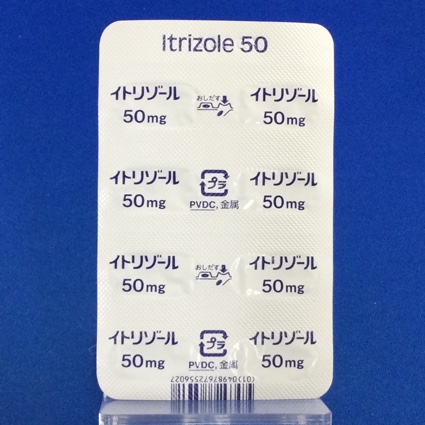 Itrizole 50
イトリゾール おしだす イトリゾール
50mg 50mg
イトリゾール プラ イトリゾール
50mg PVDC, 金属 50mg
イトリゾール おしだす イトリゾール
50mg 50mg
イトリゾール プラ イトリゾール
50mg PVDC, 金属 50mg
(01)04987672556027